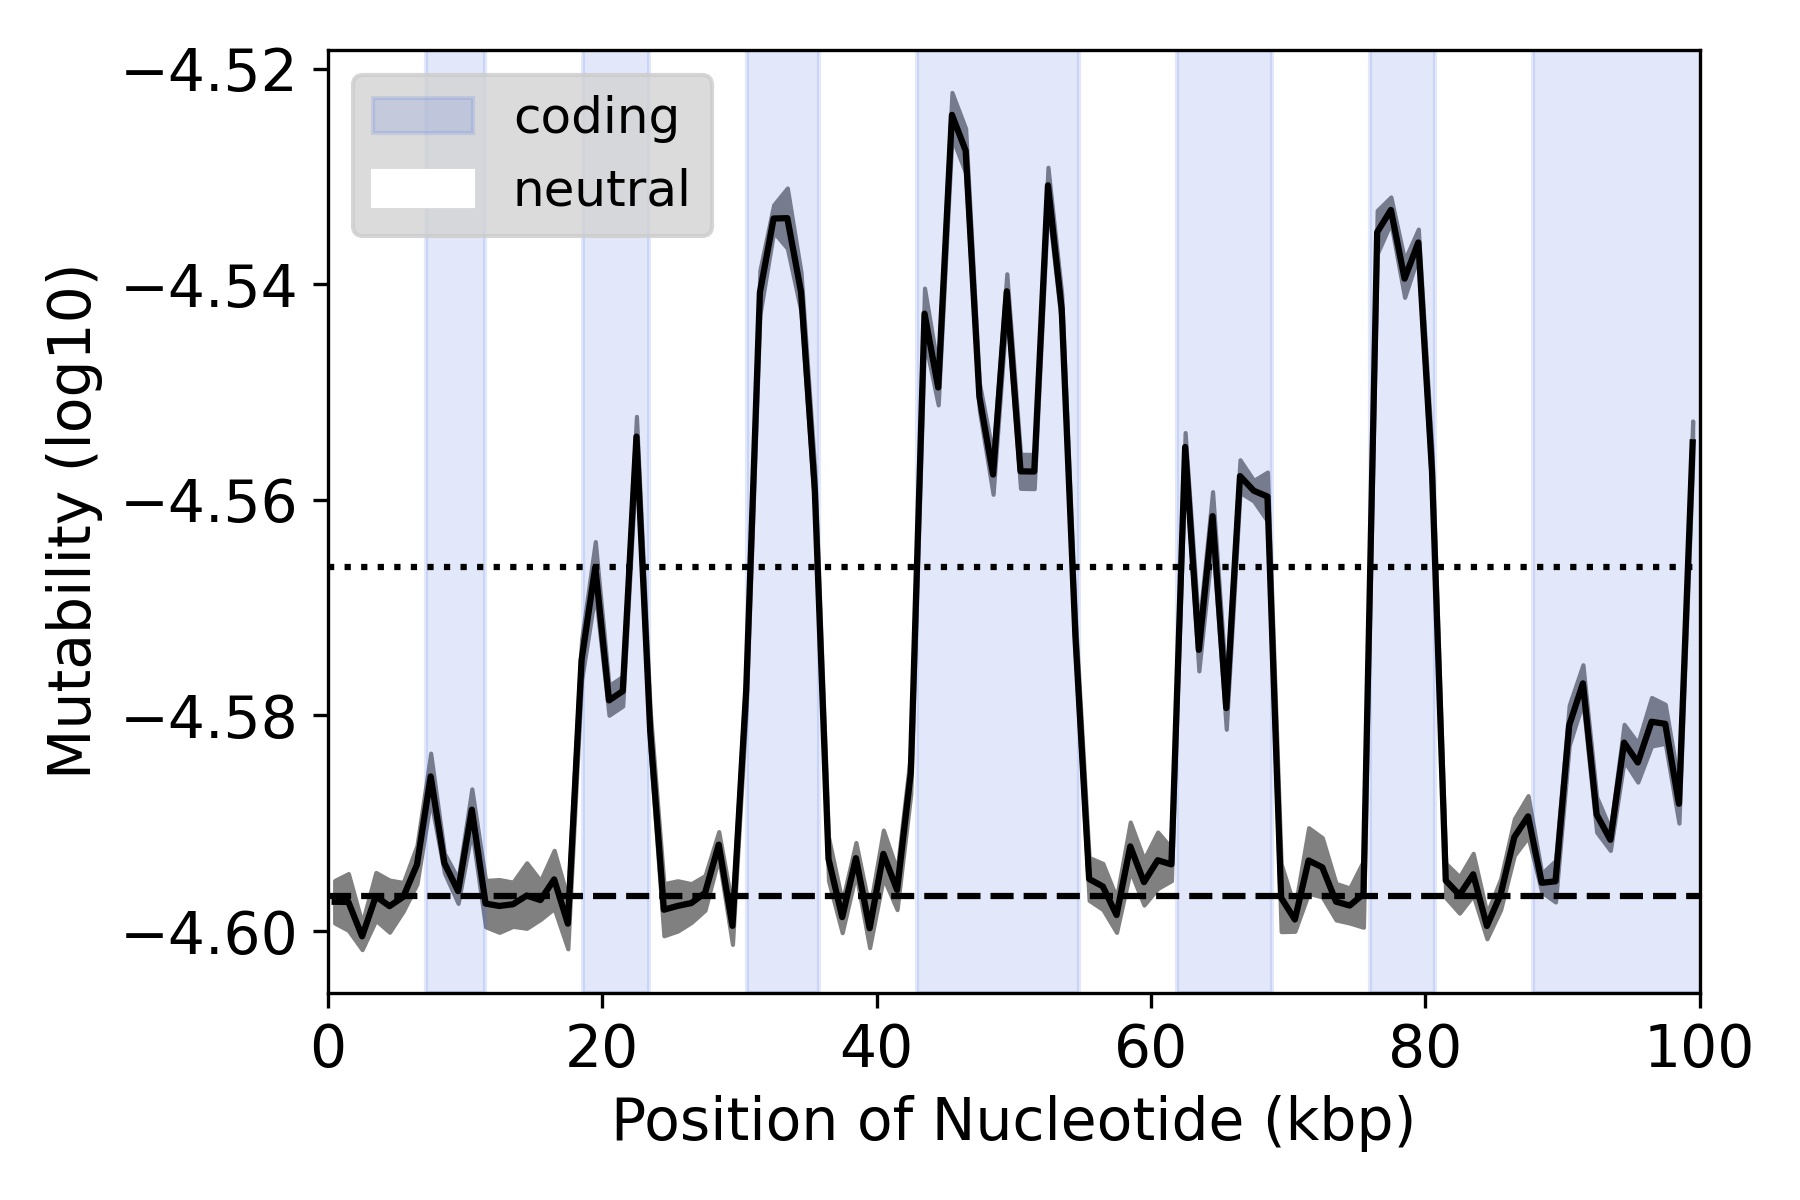 −4.52
−4.54
−4.56
−4.58
−4.60
Mutability (log10)
coding
neutral
0 20 40 60 80 100
Position of Nucleotide (kbp)